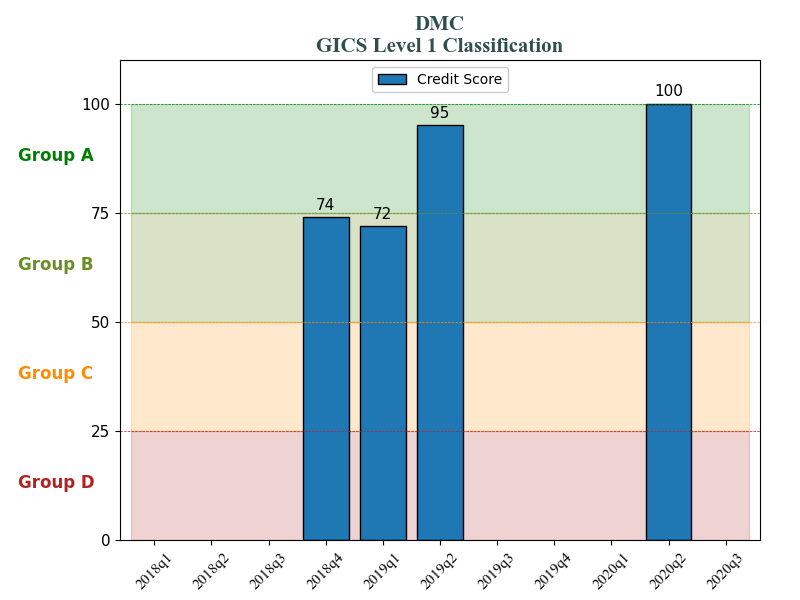 DMC
GICS Level 1 Classification
Credit Score
100
Group A
75
Group B
50
Group C
25
Group D
0
74
72
95
100
2018q1
2018q2
2018q3
2018q4
2019q1
2019q2
2019q3
2019q4
2020q1
2020q2
2020q3